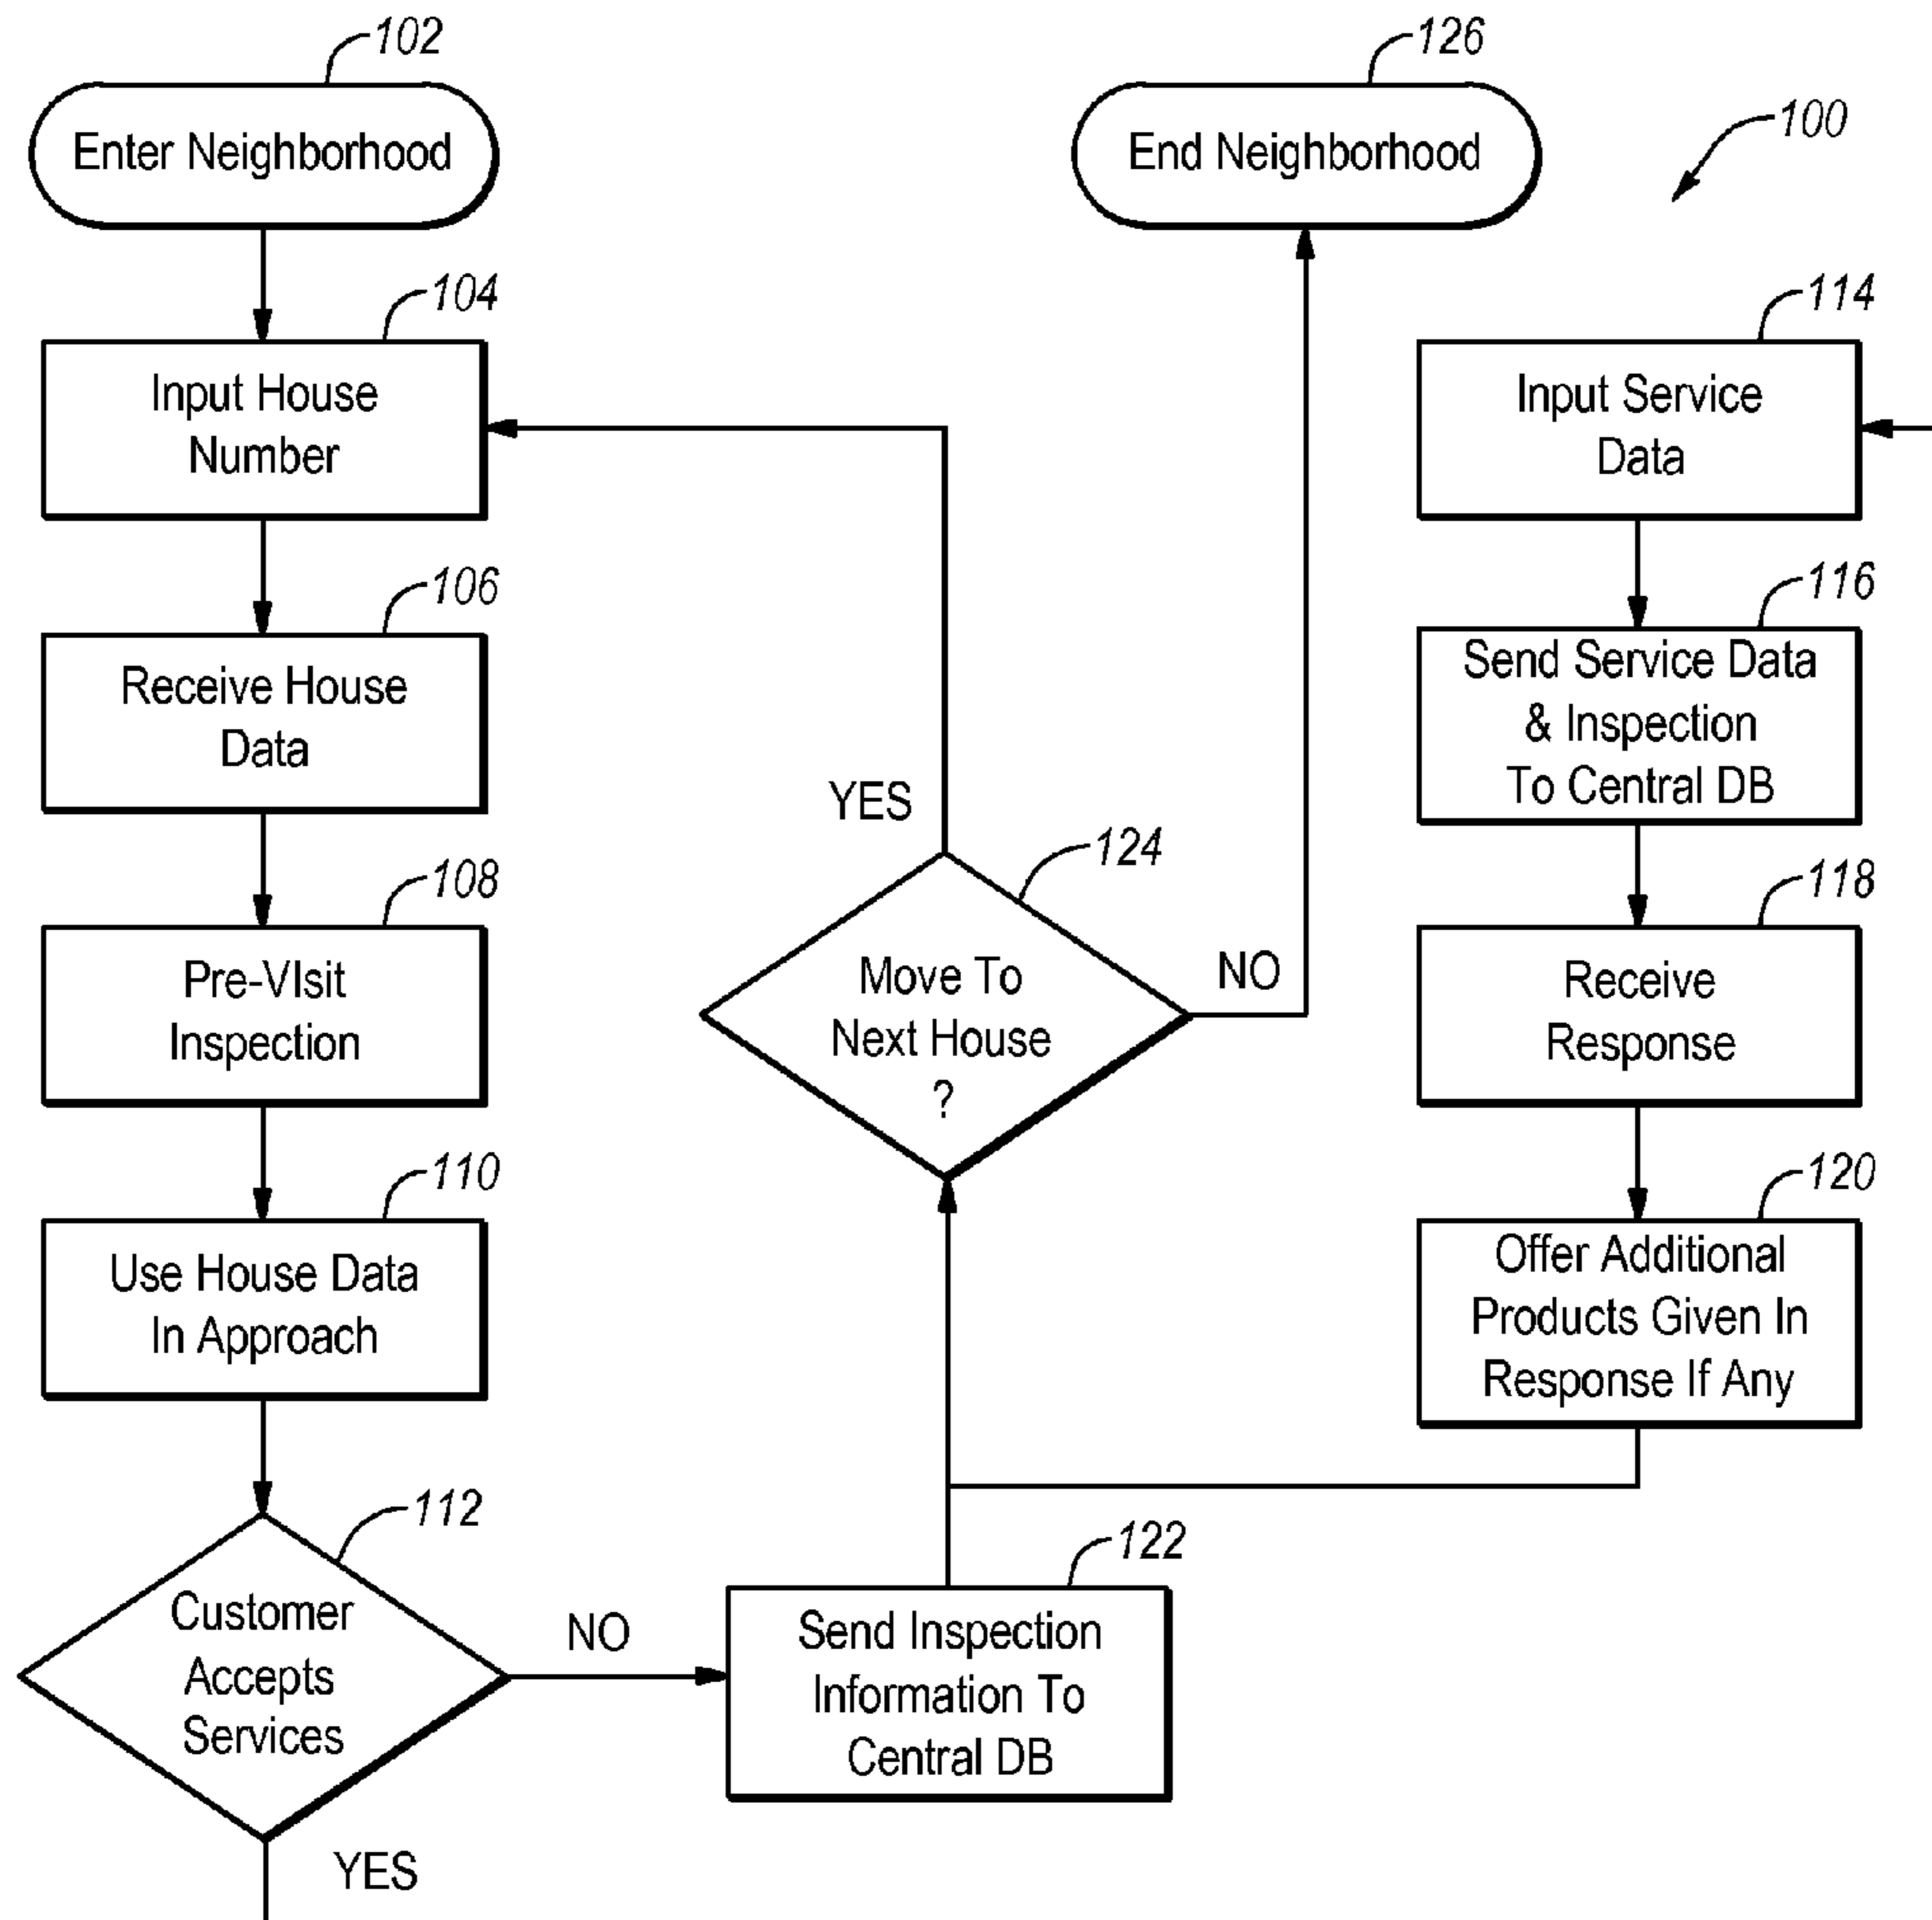 102
Enter Neighborhood
104
Input House
Number
106
Receive House
Data
108
Pre-VIsit
Inspection
110
Use House Data
In Approach
112
Customer
Accepts
Services
YES
NO
122
Send Inspection
Information To
Central DB
124
Move To
Next House
?
YES
NO
126
End Neighborhood
100
114
Input Service
Data
116
Send Service Data
& Inspection
To Central DB
118
Receive
Response
120
Offer Additional
Products Given In
Response If Any